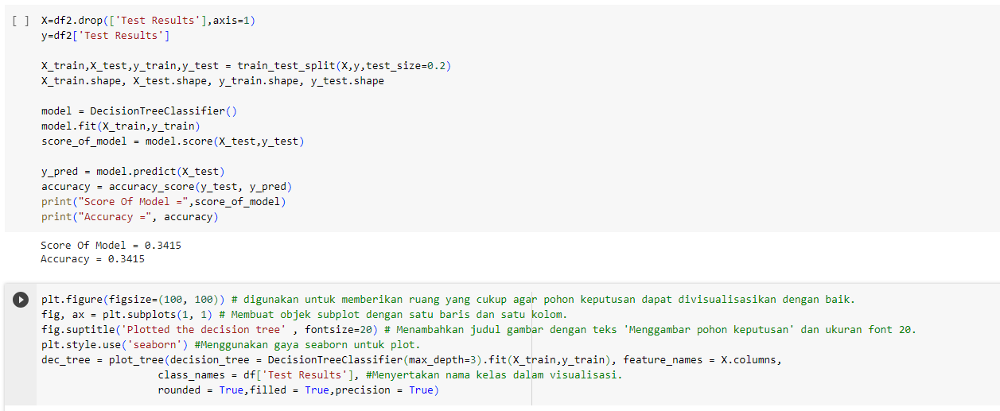 [ ] X=df2.drop(['Test Results'],axis=1)
y=df2['Test Results']
X_train,X_test,y_train,y_test = train_test_split(X,y,test_size=0.2)
X_train.shape, X_test.shape, y_train.shape, y_test.shape
model = DecisionTreeClassifier()
model.fit(X_train,y_train)
score_of_model = model.score(X_test,y_test)
y_pred = model.predict(X_test)
accuracy = accuracy_score(y_test, y_pred)
print("Score Of Model =",score_of_model)
print("Accuracy =", accuracy)
Score Of Model = 0.3415
Accuracy = 0.3415
plt.figure(figsize=(100, 100)) # digunakan untuk memberikan ruang yang cukup agar pohon keputusan dapat divisualisasikan dengan baik.
fig, ax = plt.subplots(1, 1) # Membuat objek subplot dengan satu baris dan satu kolom.
fig.suptitle('Plotted the decision tree' , fontsize=20) # Menambahkan judul gambar dengan teks 'Menggambar pohon keputusan' dan ukuran font 20.
plt.style.use('seaborn') #Menggunakan gaya seaborn untuk plot.
dec_tree = plot_tree(decision_tree = DecisionTreeClassifier(max_depth=3).fit(X_train,y_train), feature_names = X.columns,
class_names = df['Test Results'], #Menyertakan nama kelas dalam visualisasi.
rounded = True,filled = True,precision = True)